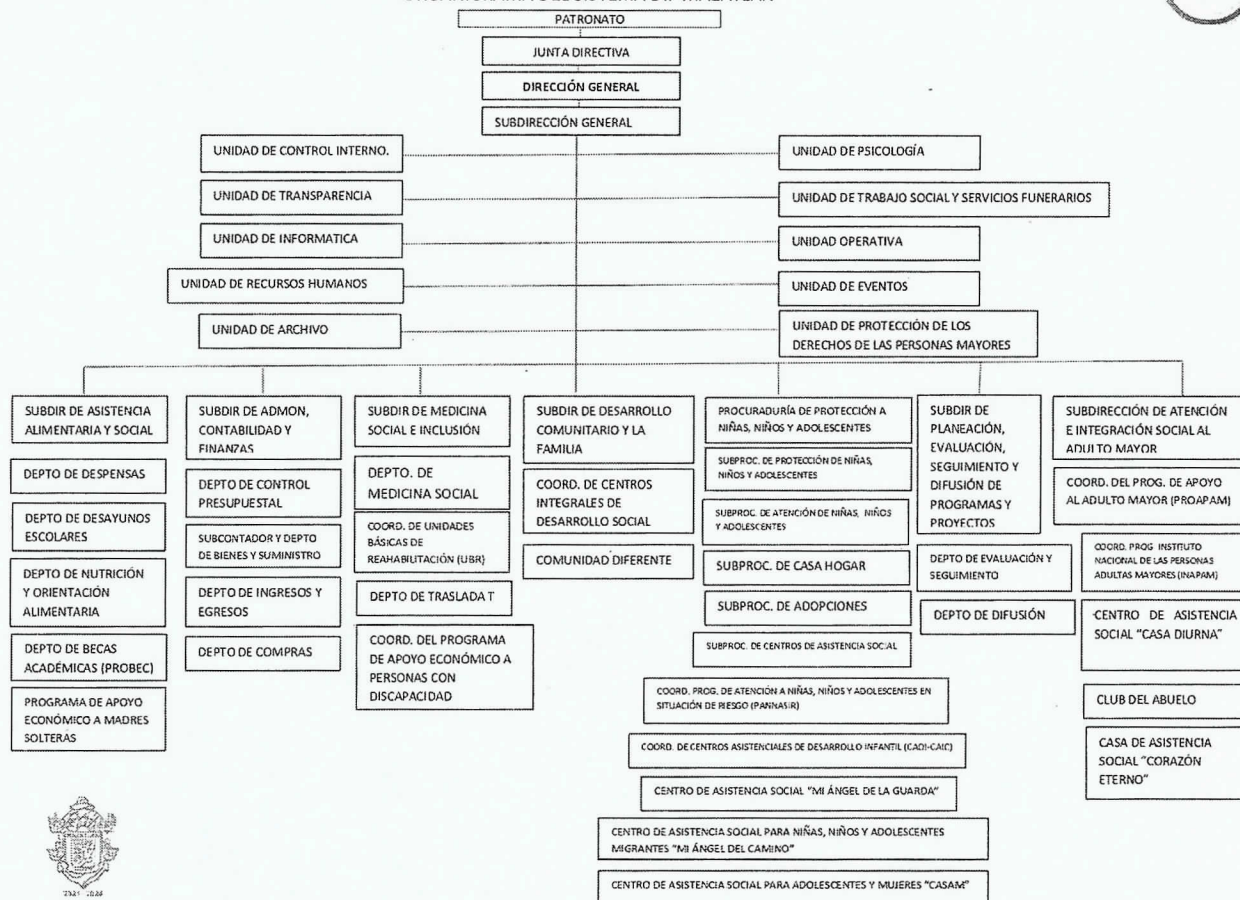 PATRONATO
JUNTA DIRECTIVA
DIRECCIÓN GENERAL
SUBDIRECCIÓN GENERAL
UNIDAD DE CONTROL INTERNO.
UNIDAD DE PSICOLOGÍA
UNIDAD DE TRANSPARENCIA
UNIDAD DE TRABAJO SOCIAL Y SERVICIOS FUNERARIOS
UNIDAD DE INFORMATICA
UNIDAD OPERATIVA
UNIDAD DE RECURSOS HUMANOS
UNIDAD DE EVENTOS
UNIDAD DE ARCHIVO
UNIDAD DE PROTECCIÓN DE LOS
DERECHOS DE LAS PERSONAS MAYORES
SUBDIR DE ASISTENCIA
ALIMENTARIA Y SOCIAL
DEPTO DE DESPENSAS
DEPTO DE DESAYUNOS
ESCOLARES
DEPTO DE NUTRICIÓN
Y ORIENTACIÓN
ALIMENTARIA
DEPTO DE BECAS
ACADÉMICAS (PROBEC)
PROGRAMA DE APOYO
ECONÓMICO A MADRES
SOLTERAS
SUBDIR DE ADMON,
CONTABILIDAD Y
FINANZAS
DEPTO DE CONTROL
PRESUPUESTAL
SUBCONTADOR Y DEPTO
DE BIENES Y SUMINISTRO
DEPTO DE INGRESOS Y
EGRESOS
DEPTO DE COMPRAS
SUBDIR DE MEDICINA
SOCIAL E INCLUSIÓN
DEPTO. DE
MEDICINA SOCIAL
COORD. DE UNIDADES
BÁSICAS DE
REAHABILITACIÓN (UBR)
DEPTO DE TRASLADA T
COORD. DEL PROGRAMA
DE APOYO ECONÓMICO A
PERSONAS CON
DISCAPACIDAD
SUBDIR DE DESARROLLO
COMUNITARIO Y LA
FAMILIA
COORD. DE CENTROS
INTEGRALES DE
DESARROLLO SOCIAL
COMUNIDAD DIFERENTE
PROCURADURÍA DE PROTECCIÓN A
NIÑAS, NIÑOS Y ADOLESCENTES
SUBPROC. DE PROTECCIÓN DE NIÑAS,
NIÑOS Y ADOLESCENTES
SUBPROC. DE ATENCIÓN DE NIÑAS, NIÑOS
Y ADOLESCENTES
SUBPROC. DE CASA HOGAR
SUBPROC. DE ADOPCIONES
SUBPROC. DE CENTROS DE ASISTENCIA SOCIAL
COORD. PROG. DE ATENCIÓN A NIÑAS, NIÑOS Y ADOLESCENTES EN
SITUACIÓN DE RIESGO (PANNASIR)
COORD. DE CENTROS ASISTENCIALES DE DESARROLLO INFANTIL (CADI-CAIC)
CENTRO DE ASISTENCIA SOCIAL "MI ÁNGEL DE LA GUARDA"
CENTRO DE ASISTENCIA SOCIAL PARA NIÑAS, NIÑOS Y ADOLESCENTES
MIGRANTES "MI ÁNGEL DEL CAMINO"
CENTRO DE ASISTENCIA SOCIAL PARA ADOLESCENTES Y MUJERES "CASAM"
SUBDIR DE
PLANEACIÓN,
EVALUACIÓN,
SEGUIMIENTO Y
DIFUSIÓN DE
PROGRAMAS Y
PROYECTOS
DEPTO DE EVALUACIÓN Y
SEGUIMIENTO
DEPTO DE DIFUSIÓN
SUBDIRECCIÓN DE ATENCIÓN
E INTEGRACIÓN SOCIAL AL
ADULTO MAYOR
COORD. DEL PROG. DE APOYO
AL ADULTO MAYOR (PROAPAM)
COORD. PROG INSTITUTO
NACIONAL DE LAS PERSONAS
ADULTAS MAYORES (INAPAM)
CENTRO DE ASISTENCIA
SOCIAL "CASA DIURNA"
CLUB DEL ABUELO
CASA DE ASISTENCIA
SOCIAL "CORAZÓN
ETERNO"